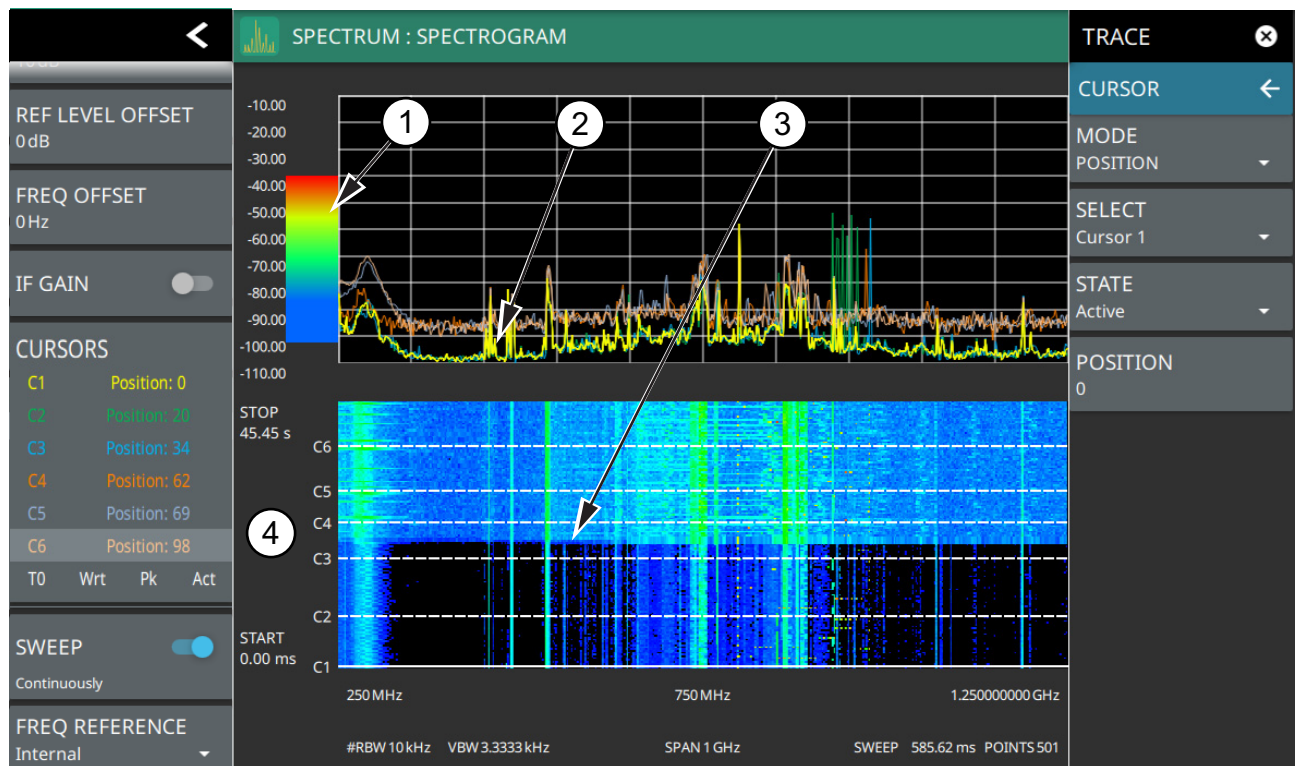 SPECTRUM : SPECTROGRAM
REF LEVEL OFFSET
0 dB
FREQ OFFSET
0 Hz
IF GAIN
CURSORS
C1 Position: 0
C2 Position: 20
C3 Position: 34
C4 Position: 62
C5 Position: 69
C6 Position: 98
T0 Wrt Pk Act
SWEEP
Continuously
FREQ REFERENCE
Internal
-10.00
-20.00
-30.00
-40.00
-50.00
-60.00
-70.00
-80.00
-90.00
-100.00
-110.00
1
2
3
STOP
45.45 s
C6
C5
C4
4
C3
C2
START
0.00 ms
C1
250 MHz 750 MHz 1.250000000 GHz
#RBW 10 kHz VBW 3.3333 kHz SPAN 1 GHz SWEEP 585.62 ms POINTS 501
TRACE
CURSOR
MODE
POSITION
SELECT
Cursor 1
STATE
Active
POSITION
0